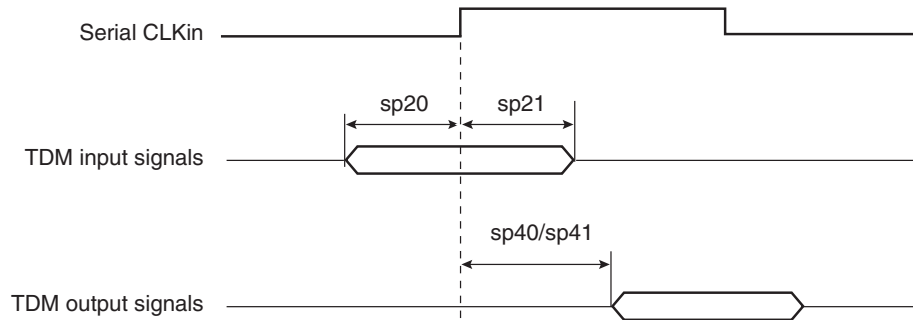 Serial CLKin
sp20
sp21
TDM input signals
sp40/sp41
TDM output signals